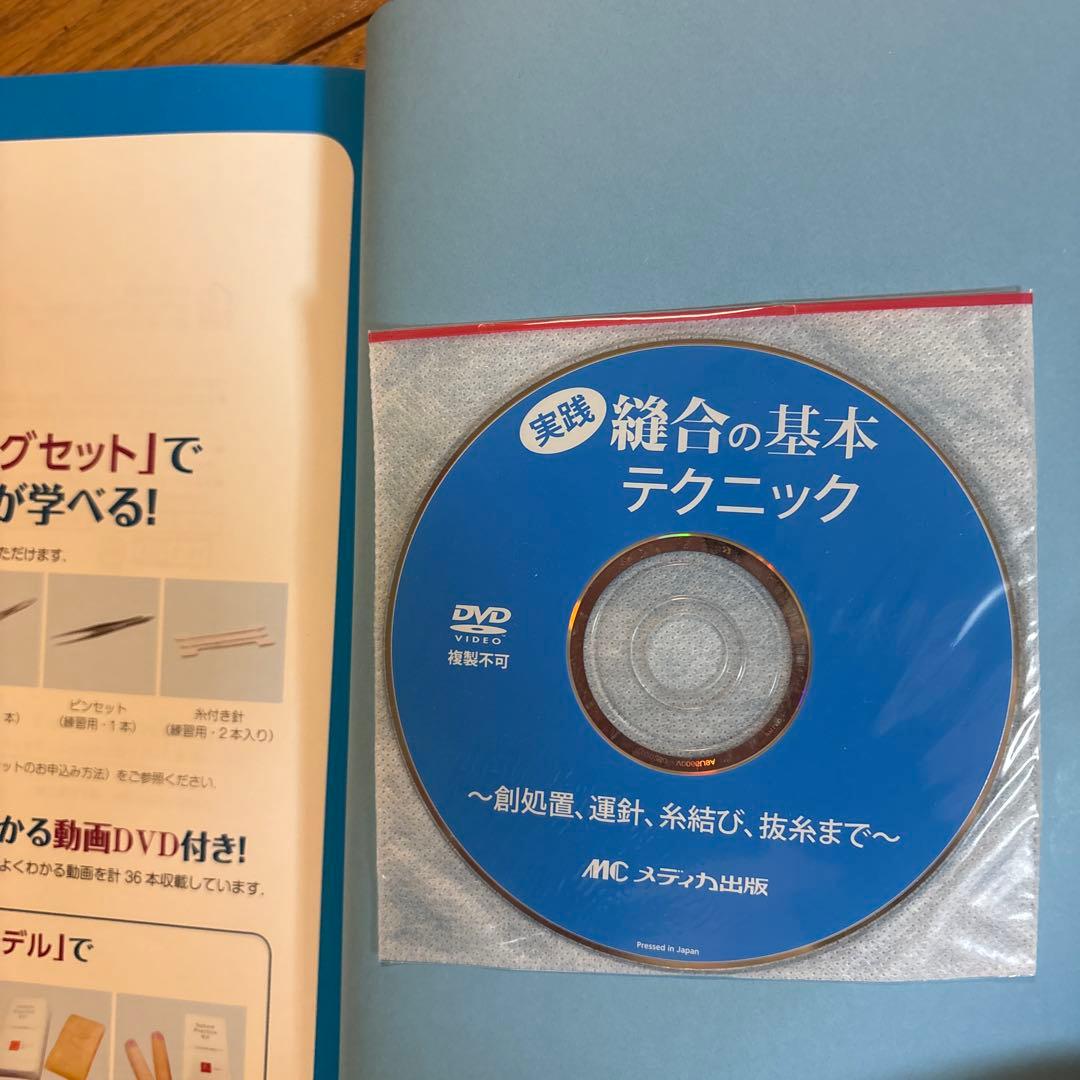 グセット」で
が学べる!
ただけます.
本)
ピンセット
(練習用・1本)
糸付き針
(練習用・2本入り)
ットのお申込み方法)をご参照ください.
かる動画DVD付き!
よくわかる動画を計36本収載しています.
デル」で
実践 縫合の基本
テクニック
DVD
VIDEO
複製不可
〜創処置、運針、糸結び、抜糸まで〜
MC メディカ出版
Pressed in Japan